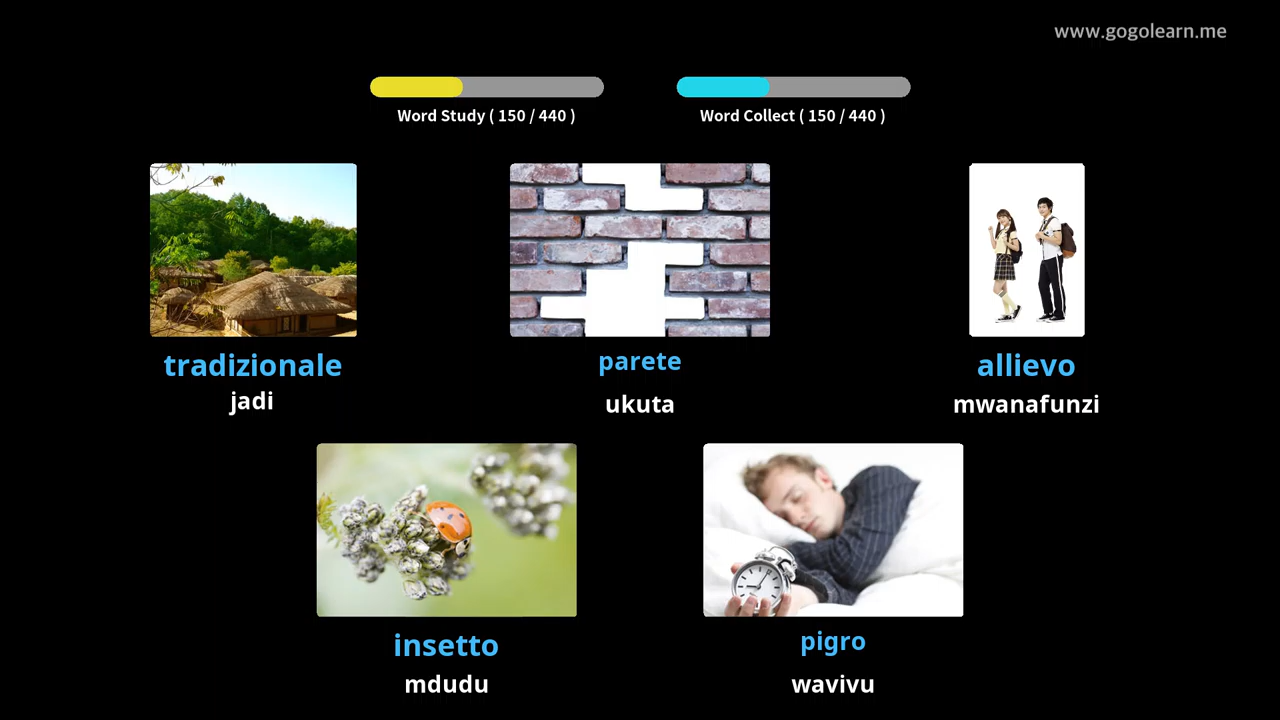 www.gogolearn.me
Word Study ( 150 / 440 )
Word Collect ( 150 / 440 )
tradizionale
jadi
parete
ukuta
allievo
mwanafunzi
insetto
mdudu
pigro
wavivu